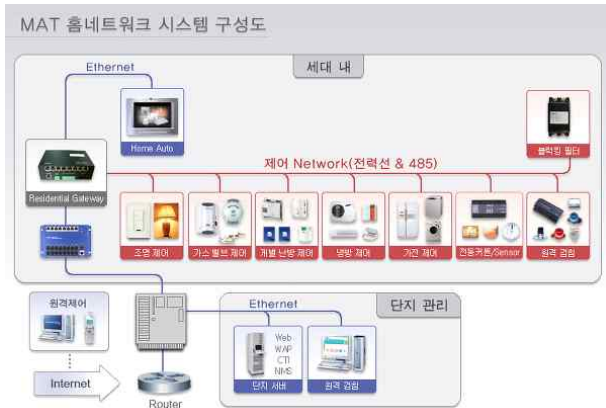 MAT 홈네트워크 시스템 구성도
세대 내
Ethernet
Home Auto
블럭킹 필터
제어 Network(전력선 & 485)
Residential Gateway
조명 제어
가스 밸브 제어
개별 난방 제어
냉방 제어
가전 제어
전동커튼/Sensor
원격 검침
원격제어
Ethernet
단지 관리
Web
WAP
CTI
NMS
단지 서버
원격 검침
Internet
Router